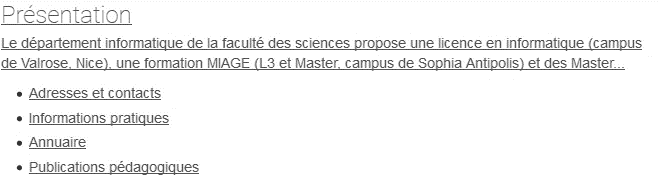 Présentation
Le département informatique de la faculté des sciences propose une licence en informatique (campus
de Valrose, Nice), une formation MIAGE (L3 et Master, campus de Sophia Antipolis) et des Master...
Adresses et contacts
Informations pratiques
Annuaire
Publications pédagogiques